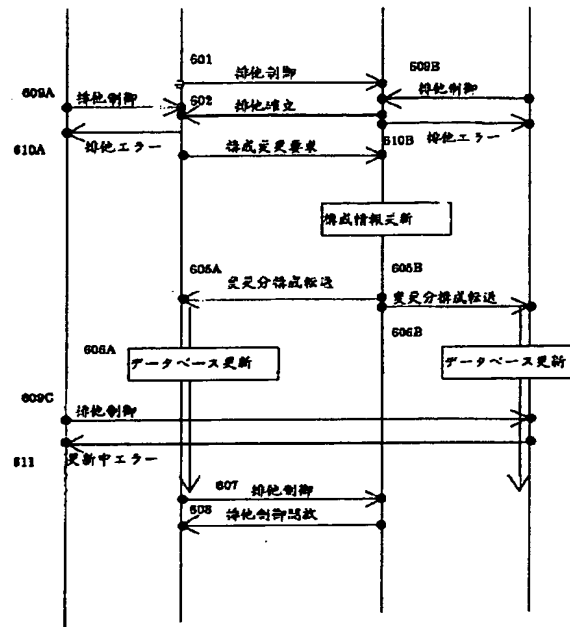 601
排他制御
609B
609A
排他制御
602
排他確立
排他制御
610A
排他エラー
構成変更要求
610B
排他エラー
構成情報更新
605A
変更分構成転送
605B
変更分構成転送
606A
データベース更新
606B
データベース更新
609C
排他制御
611
更新中エラー
607
排他制御
608
排他制御開放